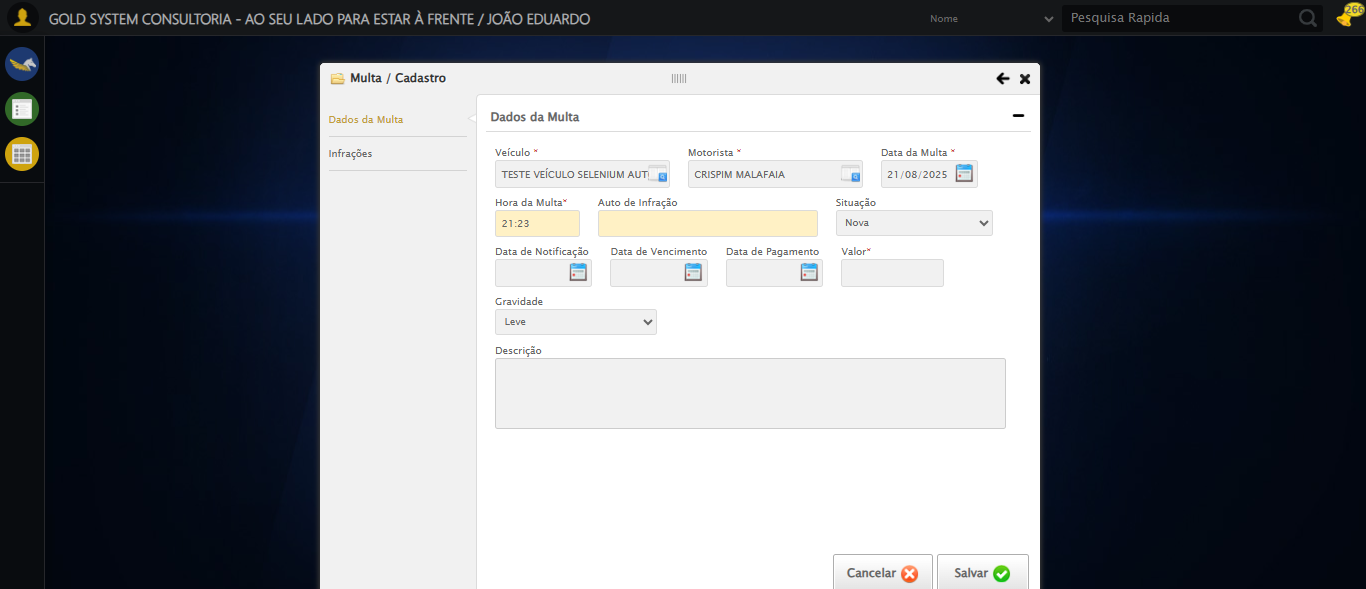 GOLD SYSTEM CONSULTORIA - AO SEU LADO PARA ESTAR À FRENTE / JOÃO EDUARDO
Nome
Pesquisa Rapida
266
Multa / Cadastro
Dados da Multa
Infrações
Dados da Multa
Veículo * Motorista * Data da Multa *
TESTE VEÍCULO SELENIUM AUT CRISPIM MALAFAIA 21/08/2025
Hora da Multa* Auto de Infração Situação
21:23 Nova
Data de Notificação Data de Vencimento Data de Pagamento Valor*
Gravidade
Leve
Descrição
Cancelar Salvar